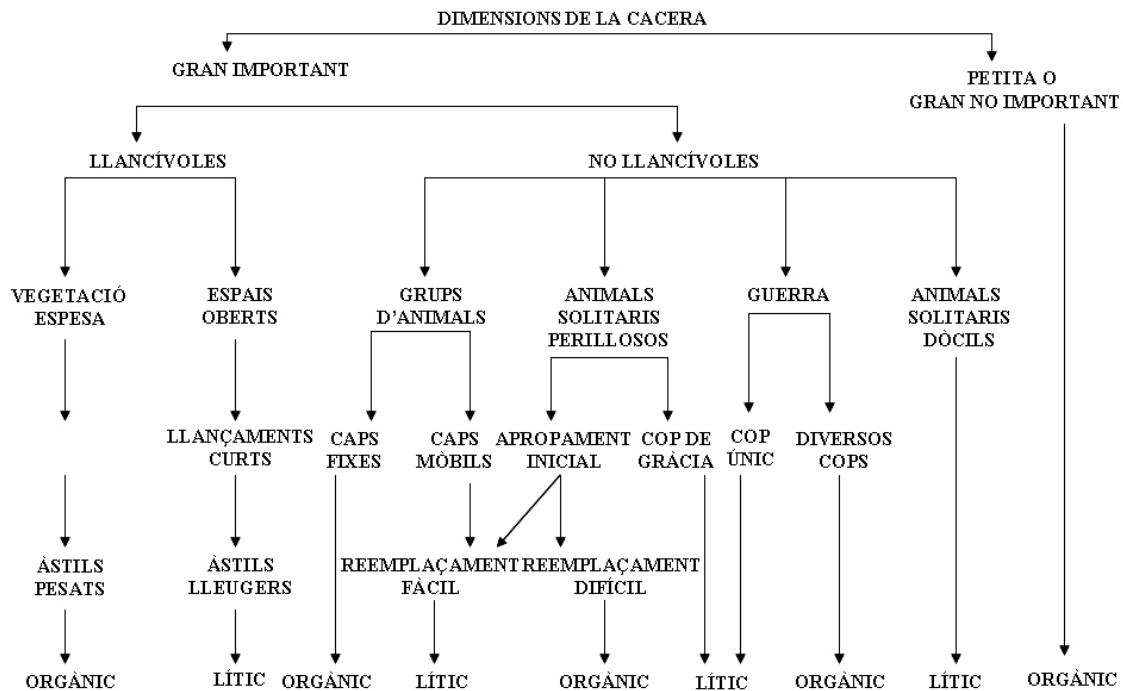 DIMENSIONS DE LA CACERA
GRAN IMPORTANT
PETITA O
GRAN NO IMPORTANT
LLANCÍVOLES
NO LLANCÍVOLES
VEGETACIÓ
ESPESA
ESPAIS
OBERTS
GRUPS
D'ANIMALS
ANIMALS
SOLITARIS
PERILLOSOS
GUERRA
ANIMALS
SOLITARIS
DÒCILS
LLANÇAMENTS
CURTS
CAPS
FIXES
CAPS
MÒBILS
APROPAMENT
INICIAL
COP DE
GRÀCIA
COP
ÚNIC
DIVERSOS
COPS
ÀSTILS
PESATS
ÀSTILS
LLEUGERS
REEMPLAÇAMENT
FÀCIL
REEMPLAÇAMENT
DIFÍCIL
ORGÀNIC
LÍTIC
ORGÀNIC
LÍTIC
ORGÀNIC
LÍTIC
ORGÀNIC
LÍTIC
ORGÀNIC